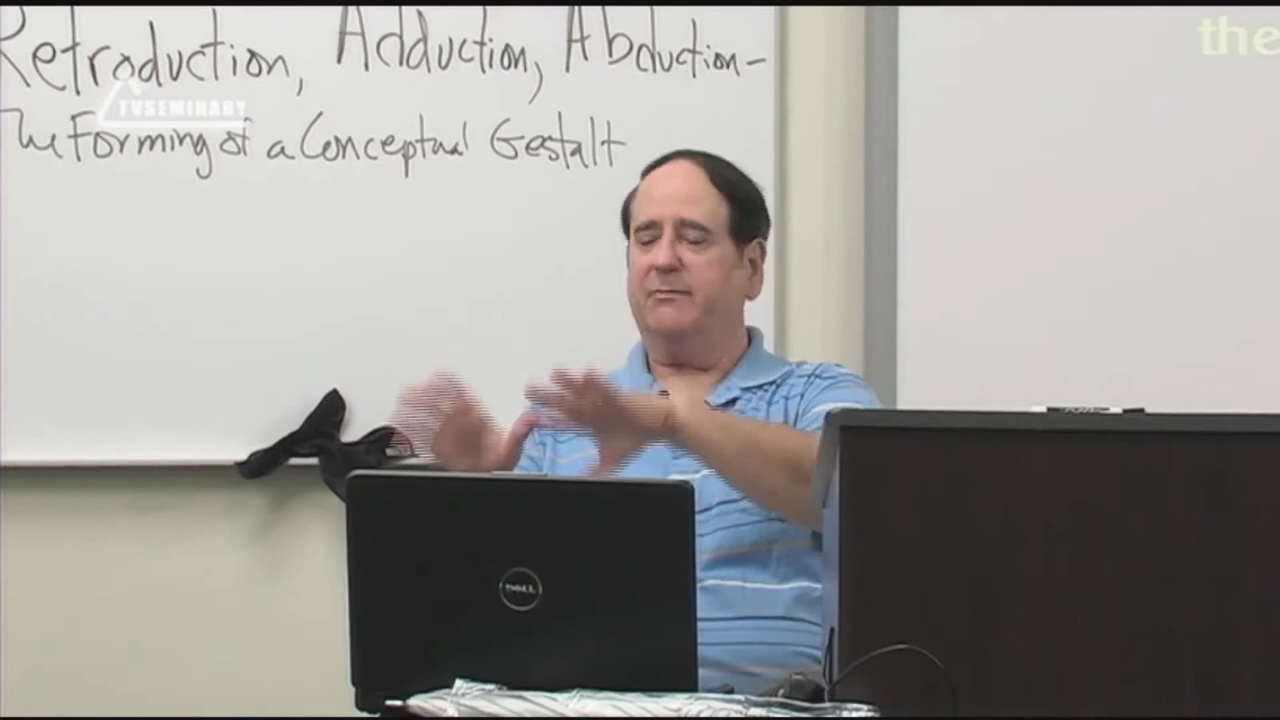 Retroduction, Adduction, Abduction-
The Forming of a Conceptual Gestalt
TVSEMINARY
the
DELL